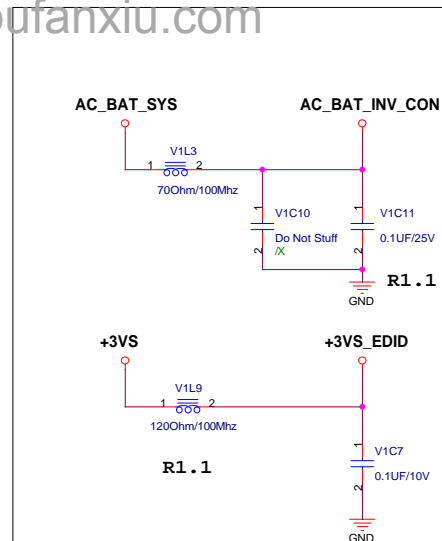 oufanxiu.com
AC_BAT_SYS
AC_BAT_INV_CON
V1L3
1 2
70Ohm/100Mhz
1
V1C10
Do Not Stuff
/X
2
1
V1C11
0.1UF/25V
2
R1.1
GND
+3VS
+3VS_EDID
V1L9
1 2
120Ohm/100Mhz
R1.1
1
V1C7
0.1UF/10V
2
GND